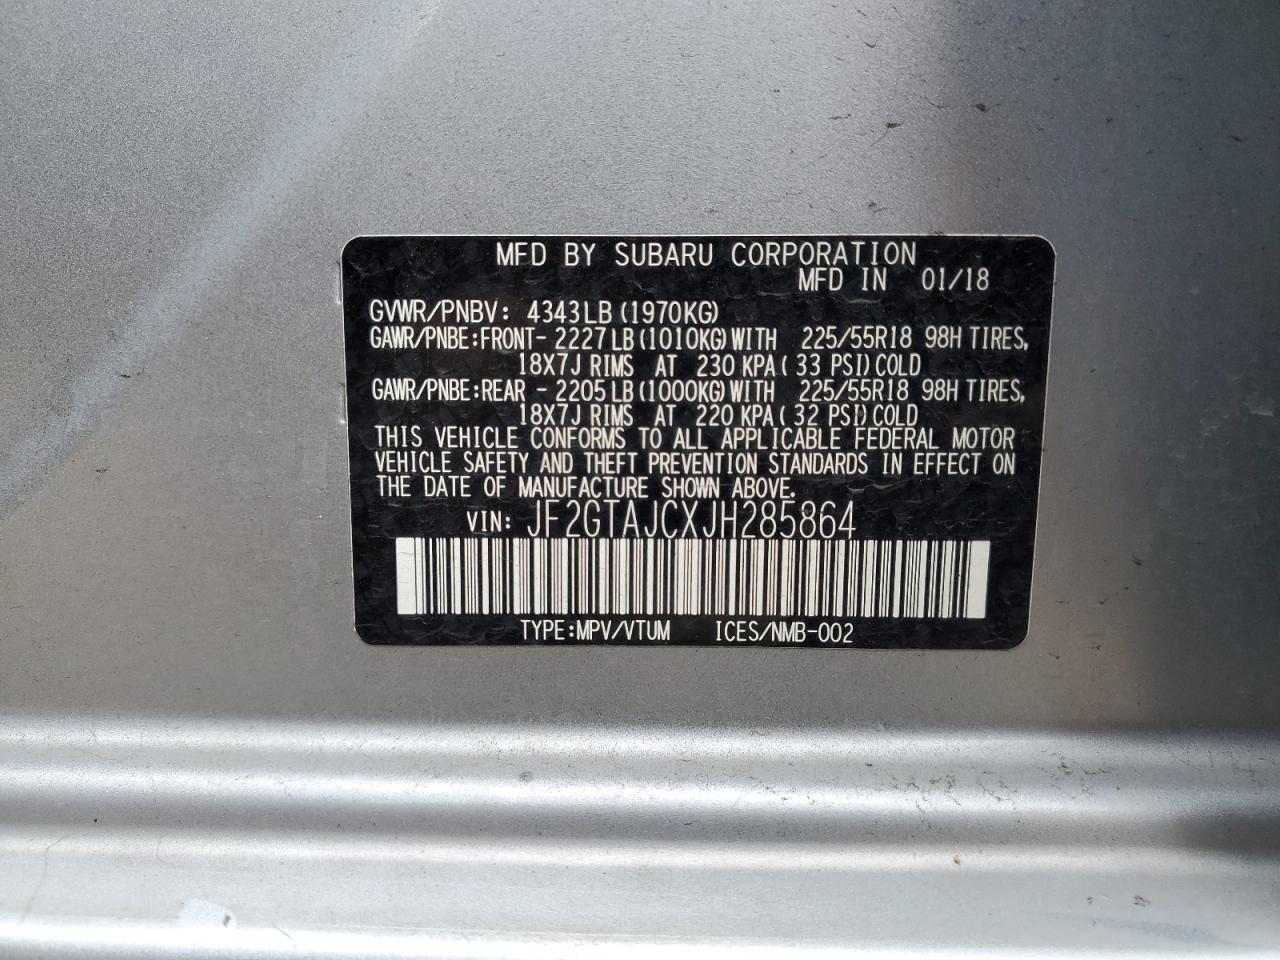 MFD BY SUBARU CORPORATION
MFD IN 01/18
GVWR/PNBV: 4343LB (1970KG)
GAWR/PNBE:FRONT- 2227LB (1010KG) WITH 225/55R18 98H TIRES,
18X7J RIMS AT 230 KPA( 33 PSI) COLD
GAWR/PNBE:REAR - 2205LB (1000KG) WITH 225/55R18 98H TIRES,
18X7J RIMS AT 220 KPA( 32 PSI) COLD
THIS VEHICLE CONFORMS TO ALL APPLICABLE FEDERAL MOTOR
VEHICLE SAFETY AND THEFT PREVENTION STANDARDS IN EFFECT ON
THE DATE OF MANUFACTURE SHOWN ABOVE.
VIN: JF2GTAJCXJH285864
TYPE:MPV/VTUM ICES/NMB-002